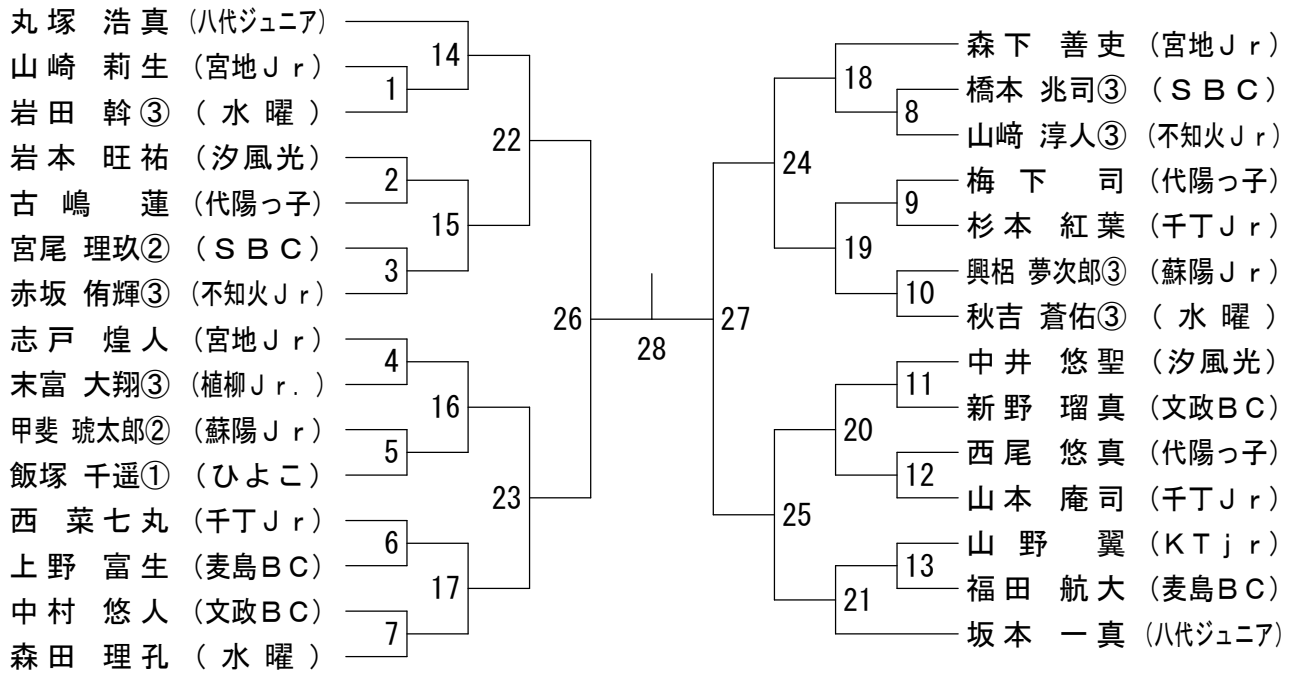 丸塚 浩真 (八代ジュニア)
山崎 莉生 (宮地Jr)
岩田 斡③ (水曜)
岩本 旺祐 (汐風光)
古嶋 蓮 (代陽っ子)
宮尾 理玖② (SBC)
赤坂 侑輝③ (不知火Jr)
志戸 煌人 (宮地Jr)
末富 大翔③ (植柳Jr.)
甲斐 琥太郎② (蘇陽Jr)
飯塚 千遥① (ひよこ)
西 菜七丸 (千丁Jr)
上野 富生 (麦島BC)
中村 悠人 (文政BC)
森田 理孔 (水曜)
1
2
3
4
5
6
7
14
15
16
17
22
23
26
28
27
24
25
18
19
20
21
8
9
10
11
12
13
森下 善吏 (宮地Jr)
橋本 兆司③ (SBC)
山﨑 淳人③ (不知火Jr)
梅下 司 (代陽っ子)
杉本 紅葉 (千丁Jr)
興梠 夢次郎③ (蘇陽Jr)
秋吉 蒼佑③ (水曜)
中井 悠聖 (汐風光)
新野 瑠真 (文政BC)
西尾 悠真 (代陽っ子)
山本 庵司 (千丁Jr)
山野 翼 (KTjr)
福田 航大 (麦島BC)
坂本 一真 (八代ジュニア)